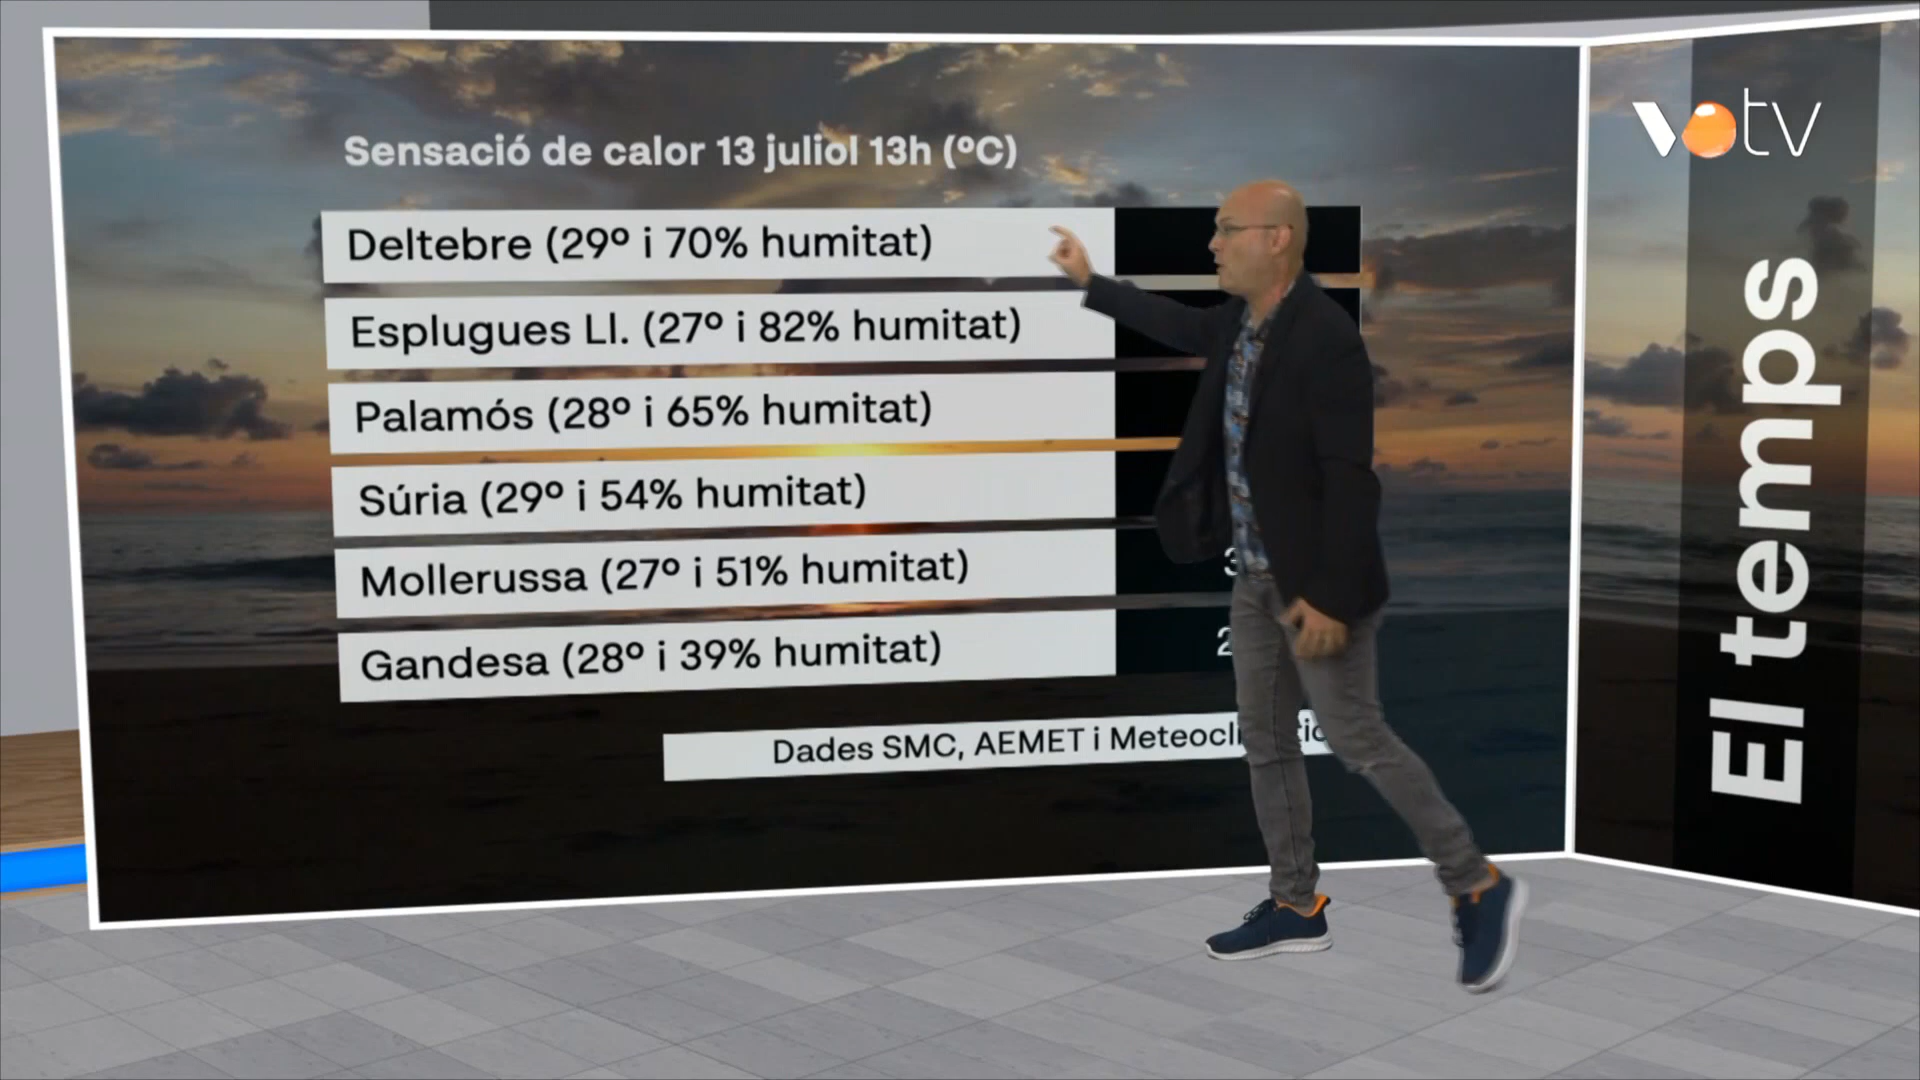 Sensació de calor 13 juliol 13h (ºC)
Deltebre (29º i 70% humitat)
Esplugues Ll. (27º i 82% humitat)
Palamós (28º i 65% humitat)
Súria (29º i 54% humitat)
Mollerussa (27º i 51% humitat)
Gandesa (28º i 39% humitat)
Dades SMC, AEMET i
votv
El temps